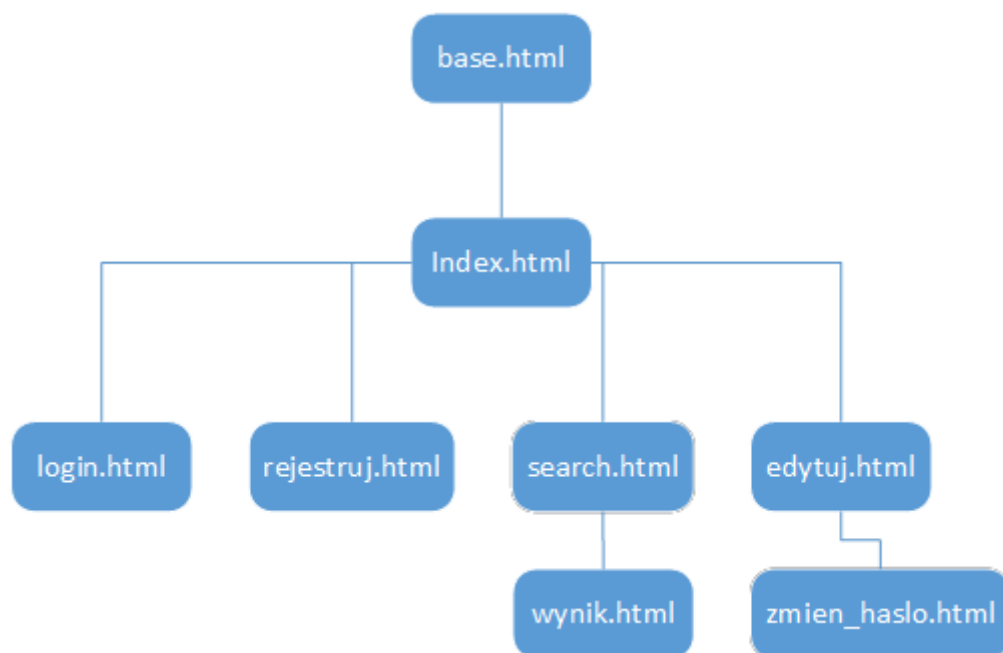 base.html
Index.html
login.html
rejestruj.html
search.html
edytuj.html
wynik.html
zmien_haslo.html